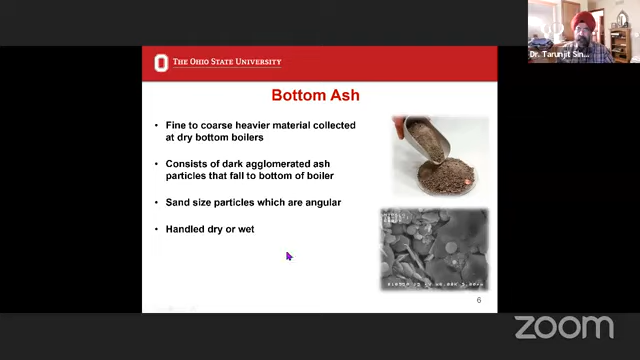 Dr. Tarunjit Sin...
THE OHIO STATE UNIVERSITY
Bottom Ash
• Fine to coarse heavier material collected
at dry bottom boilers
• Consists of dark agglomerated ash
particles that fall to bottom of boiler
• Sand size particles which are angular
• Handled dry or wet
6
zoom